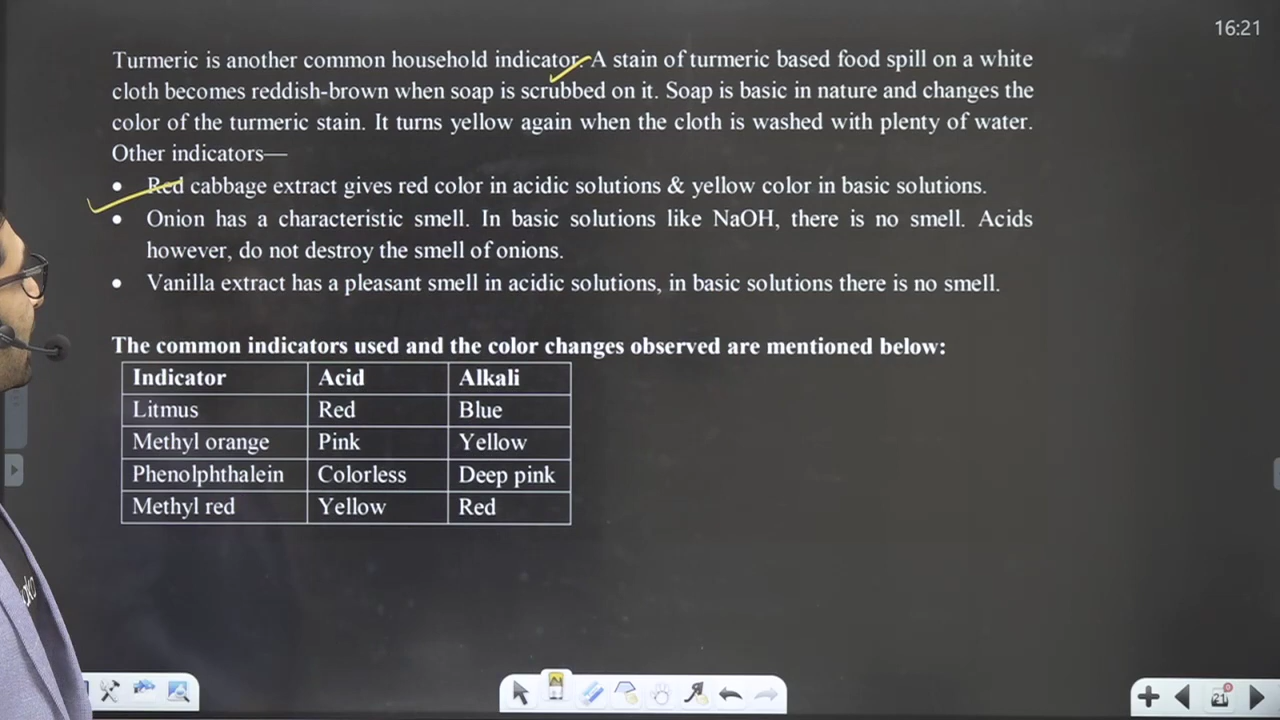 16:21
Turmeric is another common household indicator. A stain of turmeric based food spill on a white
cloth becomes reddish-brown when soap is scrubbed on it. Soap is basic in nature and changes the
color of the turmeric stain. It turns yellow again when the cloth is washed with plenty of water.
Other indicators—
• Red cabbage extract gives red color in acidic solutions & yellow color in basic solutions.
• Onion has a characteristic smell. In basic solutions like NaOH, there is no smell. Acids
however, do not destroy the smell of onions.
• Vanilla extract has a pleasant smell in acidic solutions, in basic solutions there is no smell.
The common indicators used and the color changes observed are mentioned below:
Indicator Acid Alkali
Litmus Red Blue
Methyl orange Pink Yellow
Phenolphthalein Colorless Deep pink
Methyl red Yellow Red
21